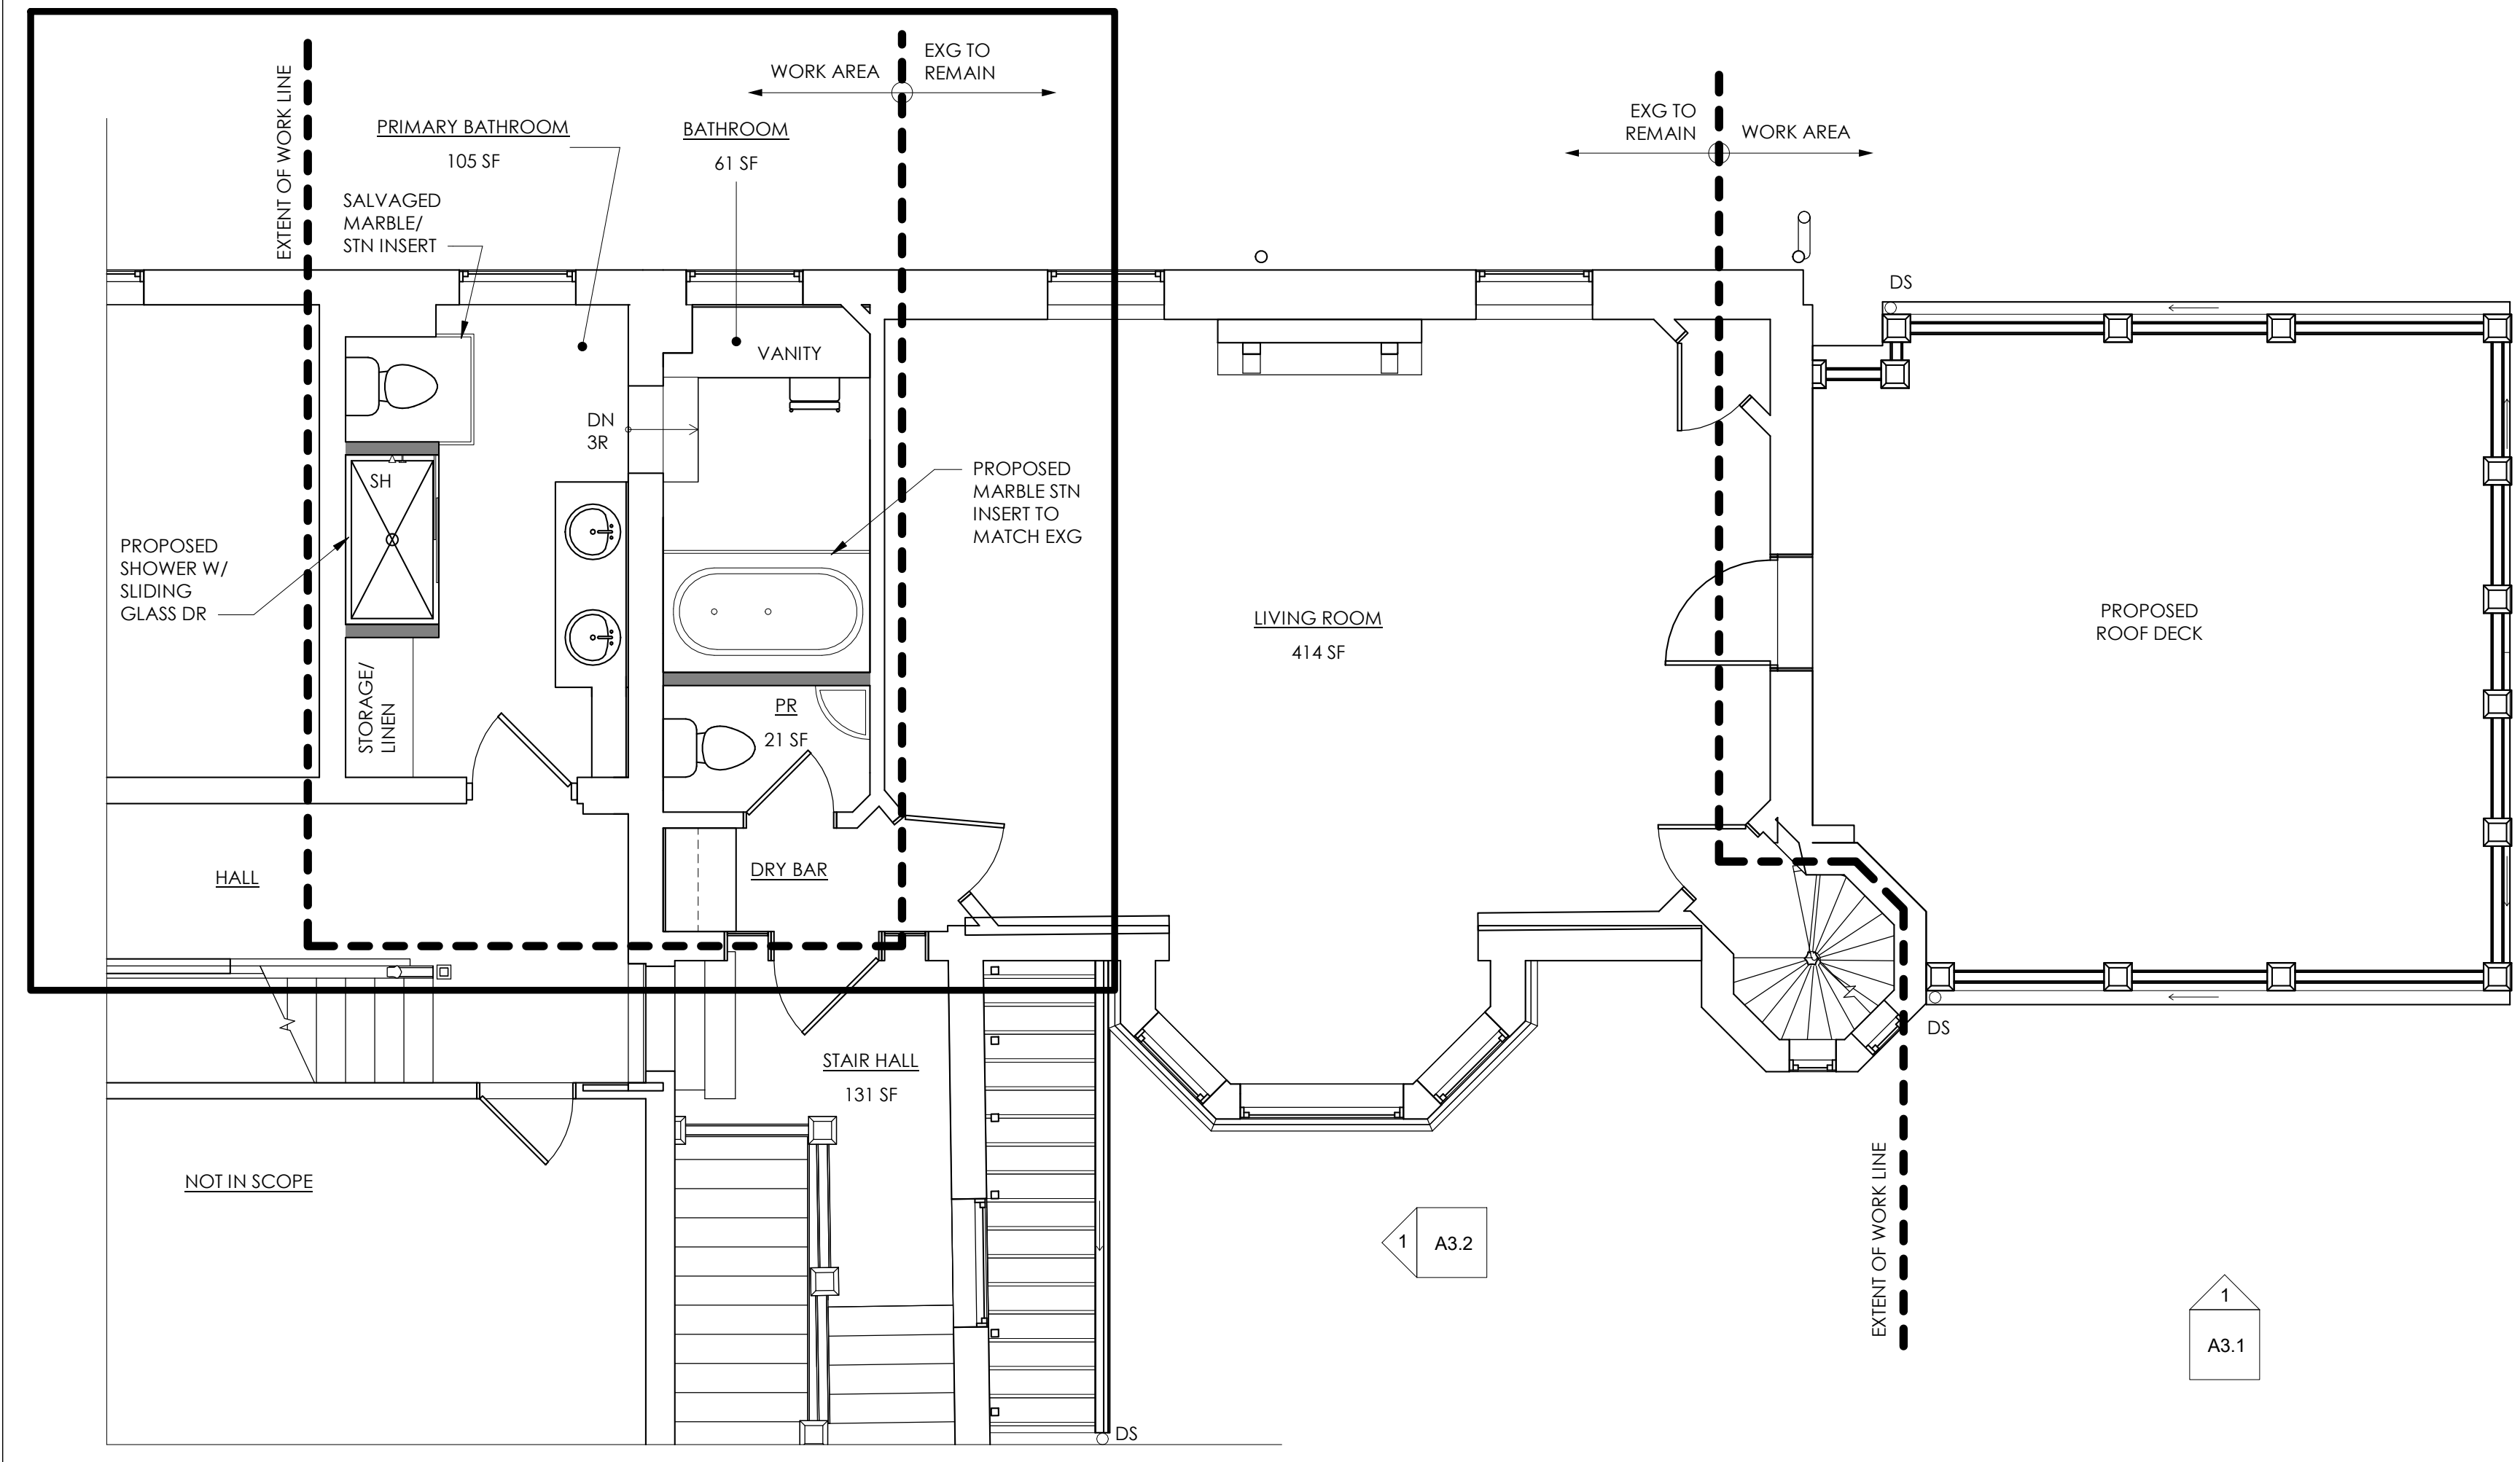 EXTENT OF WORK LINE
WORK AREA
EXG TO
REMAIN
PRIMARY BATHROOM
105 SF
BATHROOM
61 SF
SALVAGED
MARBLE/
STN INSERT
EXG TO
REMAIN
WORK AREA
DS
VANITY
DN
3R
SH
PROPOSED
MARBLE STN
INSERT TO
MATCH EXG
PROPOSED
SHOWER W/
SLIDING
GLASS DR
STORAGE/
LINEN
PR
21 SF
LIVING ROOM
414 SF
PROPOSED
ROOF DECK
HALL
DRY BAR
DS
STAIR HALL
131 SF
NOT IN SCOPE
1
A3.2
EXTENT OF WORK LINE
1
A3.1
DS